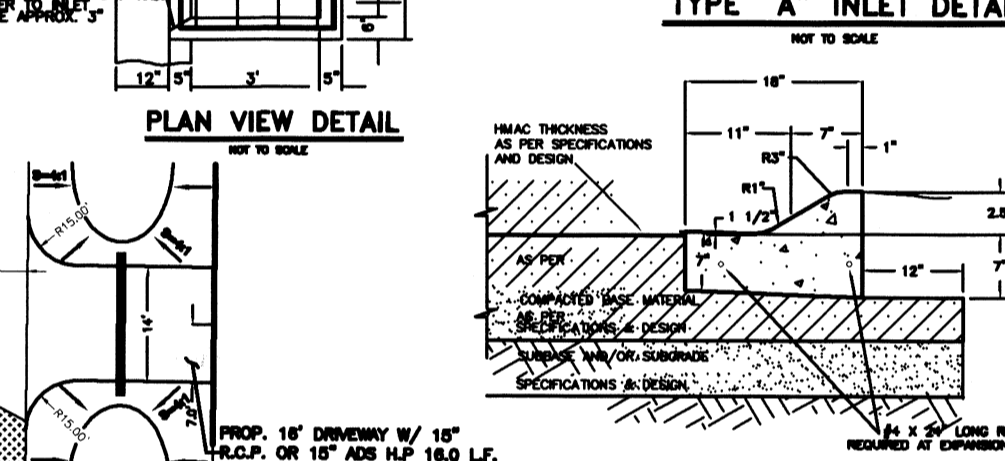 ER TO INLET
E APPROX. 3"
6"
12" 5" 3' 5"
PLAN VIEW DETAIL
NOT TO SCALE
S=4:1
R15.00'
S=4:1
14'
R15.00'
7.0'
PROP. 16' DRIVEWAY W/ 15"
R.C.P. OR 15" ADS H.P 16.0 L.F.
TYPE "A" INLET DETA
NOT TO SCALE
18"
11" 7"
1"
HMAC THICKNESS
AS PER SPECIFICATIONS
AND DESIGN
R3"
R1"
1 1/2"
2.5
7"
7"
12"
AS PER
COMPACTED BASE MATERIAL
AS PER
SPECIFICATIONS & DESIGN
SUBBASE AND/OR SUBGRADE
SPECIFICATIONS & DESIGN
#4 X 24" LONG R
REQUIRED AT EXPANSION